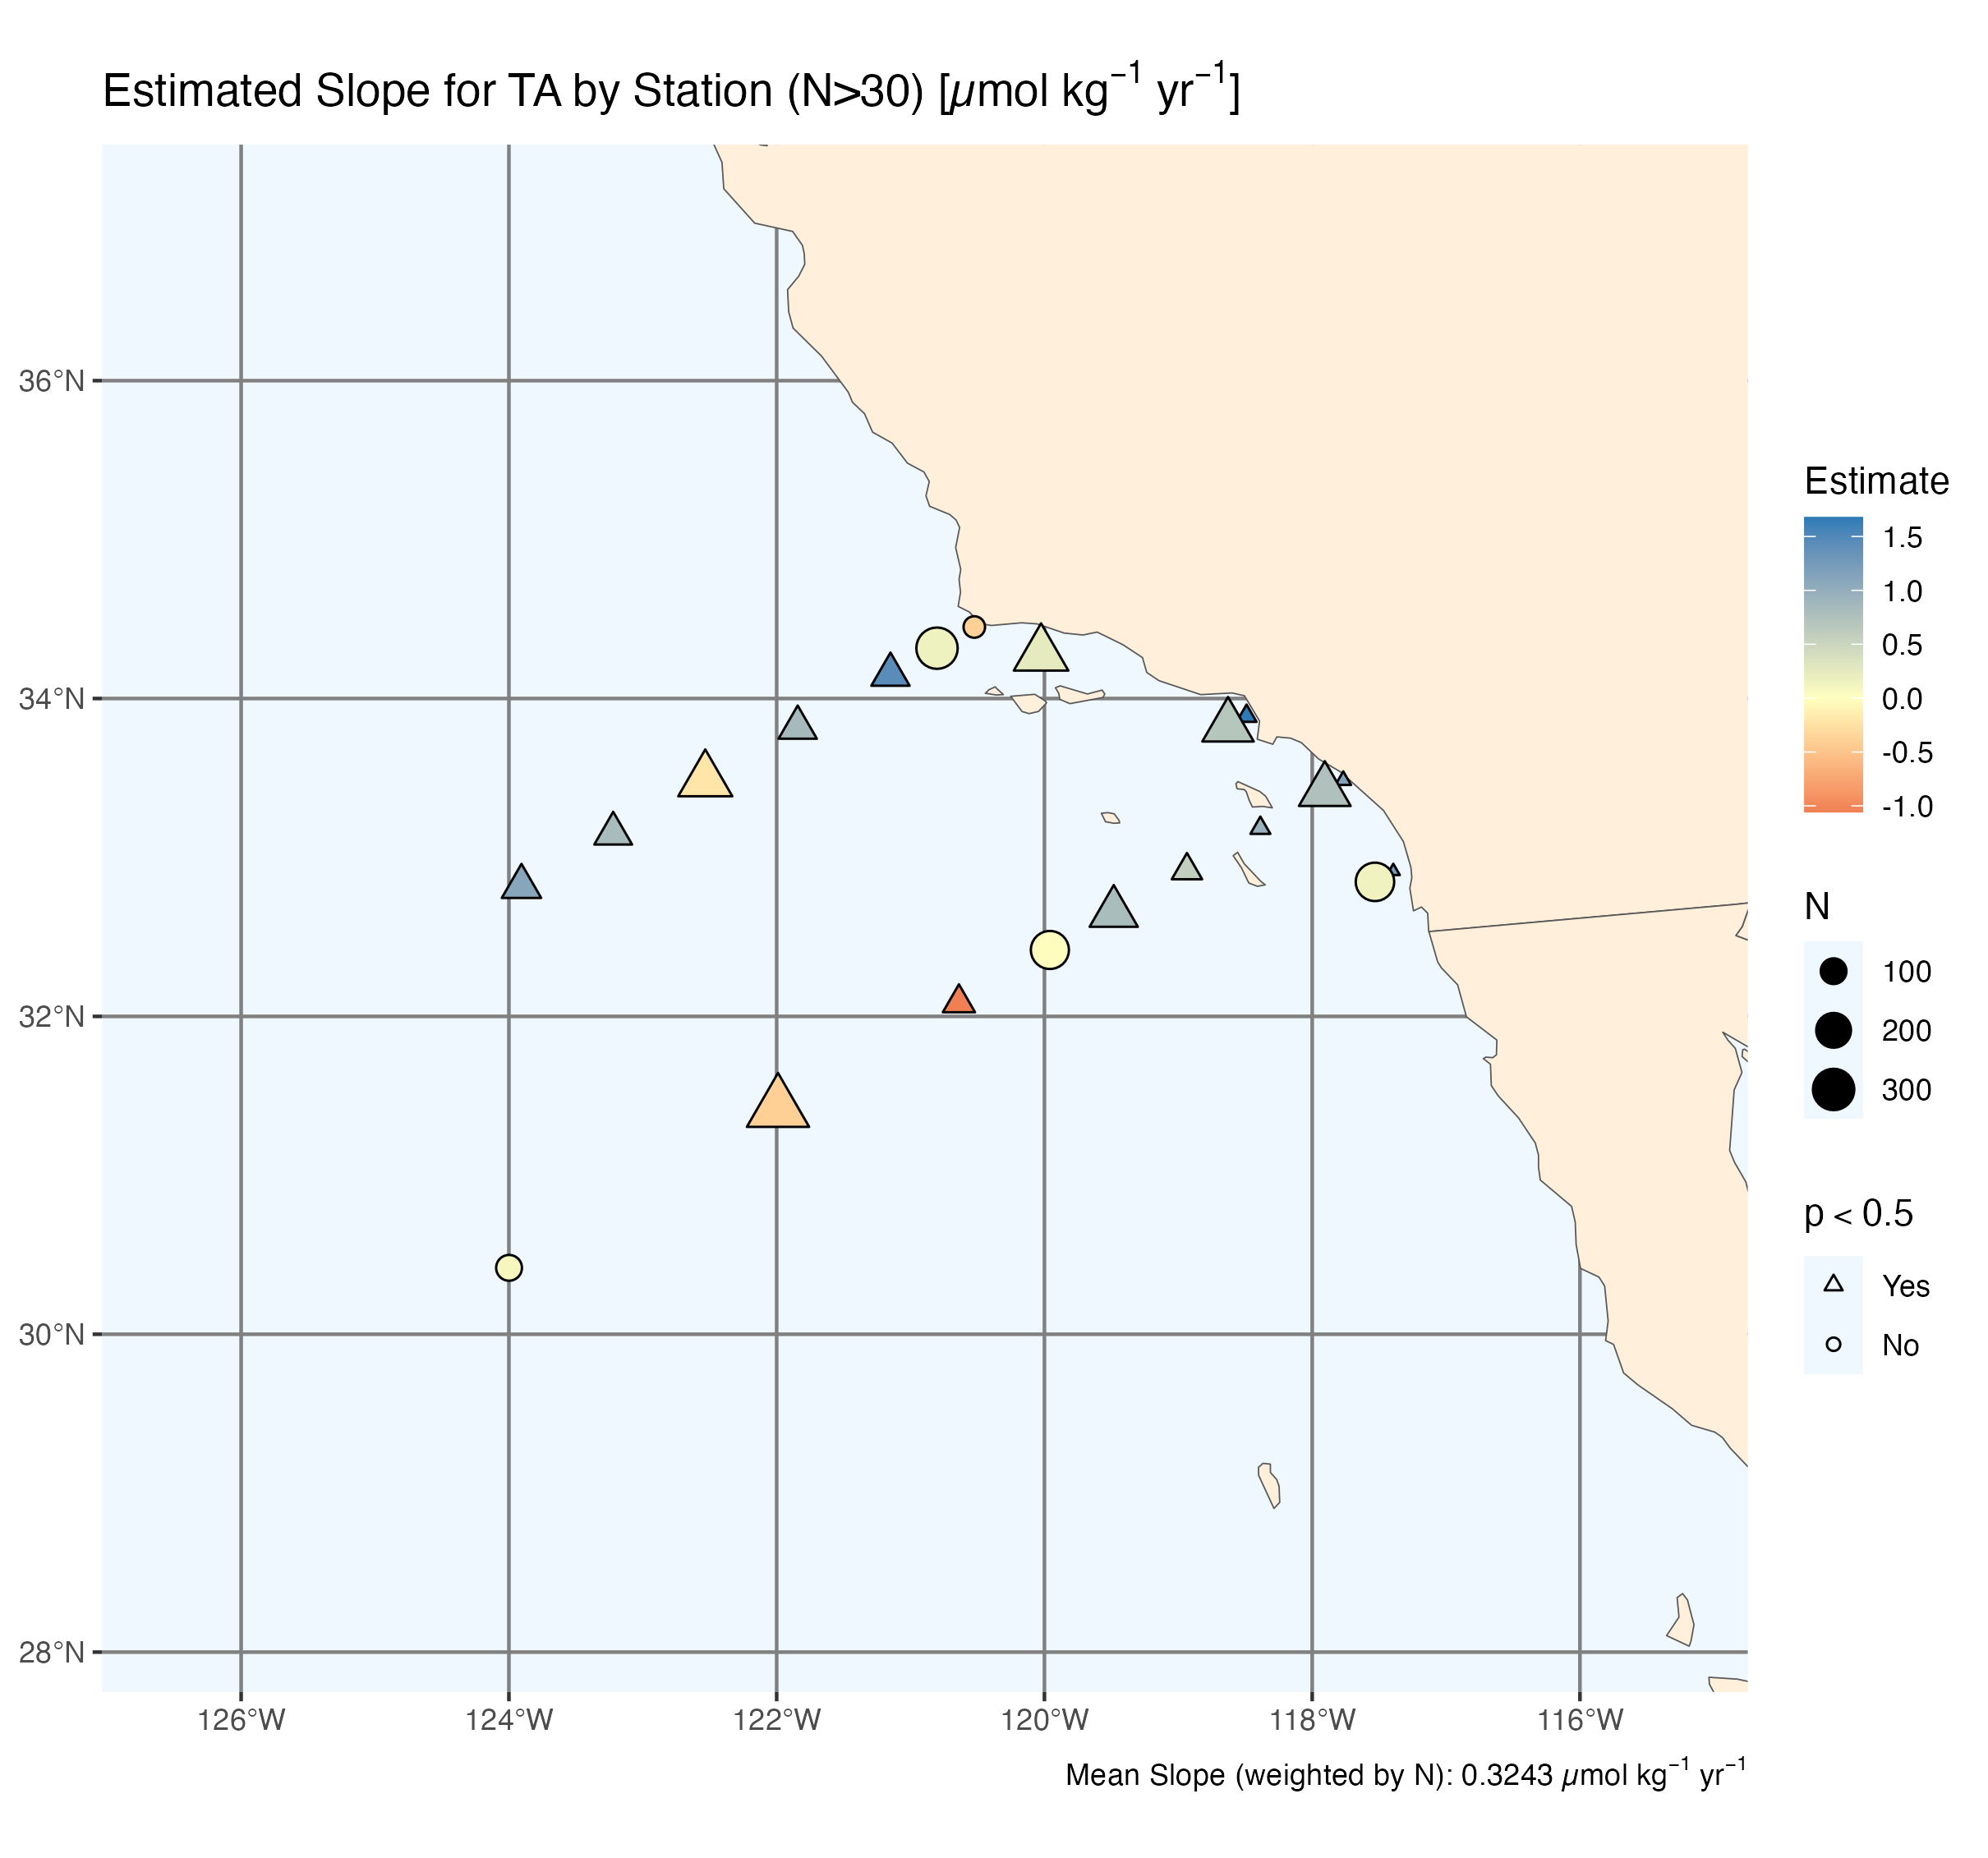 Estimated Slope for TA by Station (N>30) [µmol kg⁻¹ yr⁻¹]
36°N
34°N
32°N
30°N
28°N
126°W
124°W
122°W
120°W
118°W
116°W
Estimate
1.5
1.0
0.5
0.0
-0.5
-1.0
N
100
200
300
p < 0.5
Yes
No
Mean Slope (weighted by N): 0.3243 µmol kg⁻¹ yr⁻¹